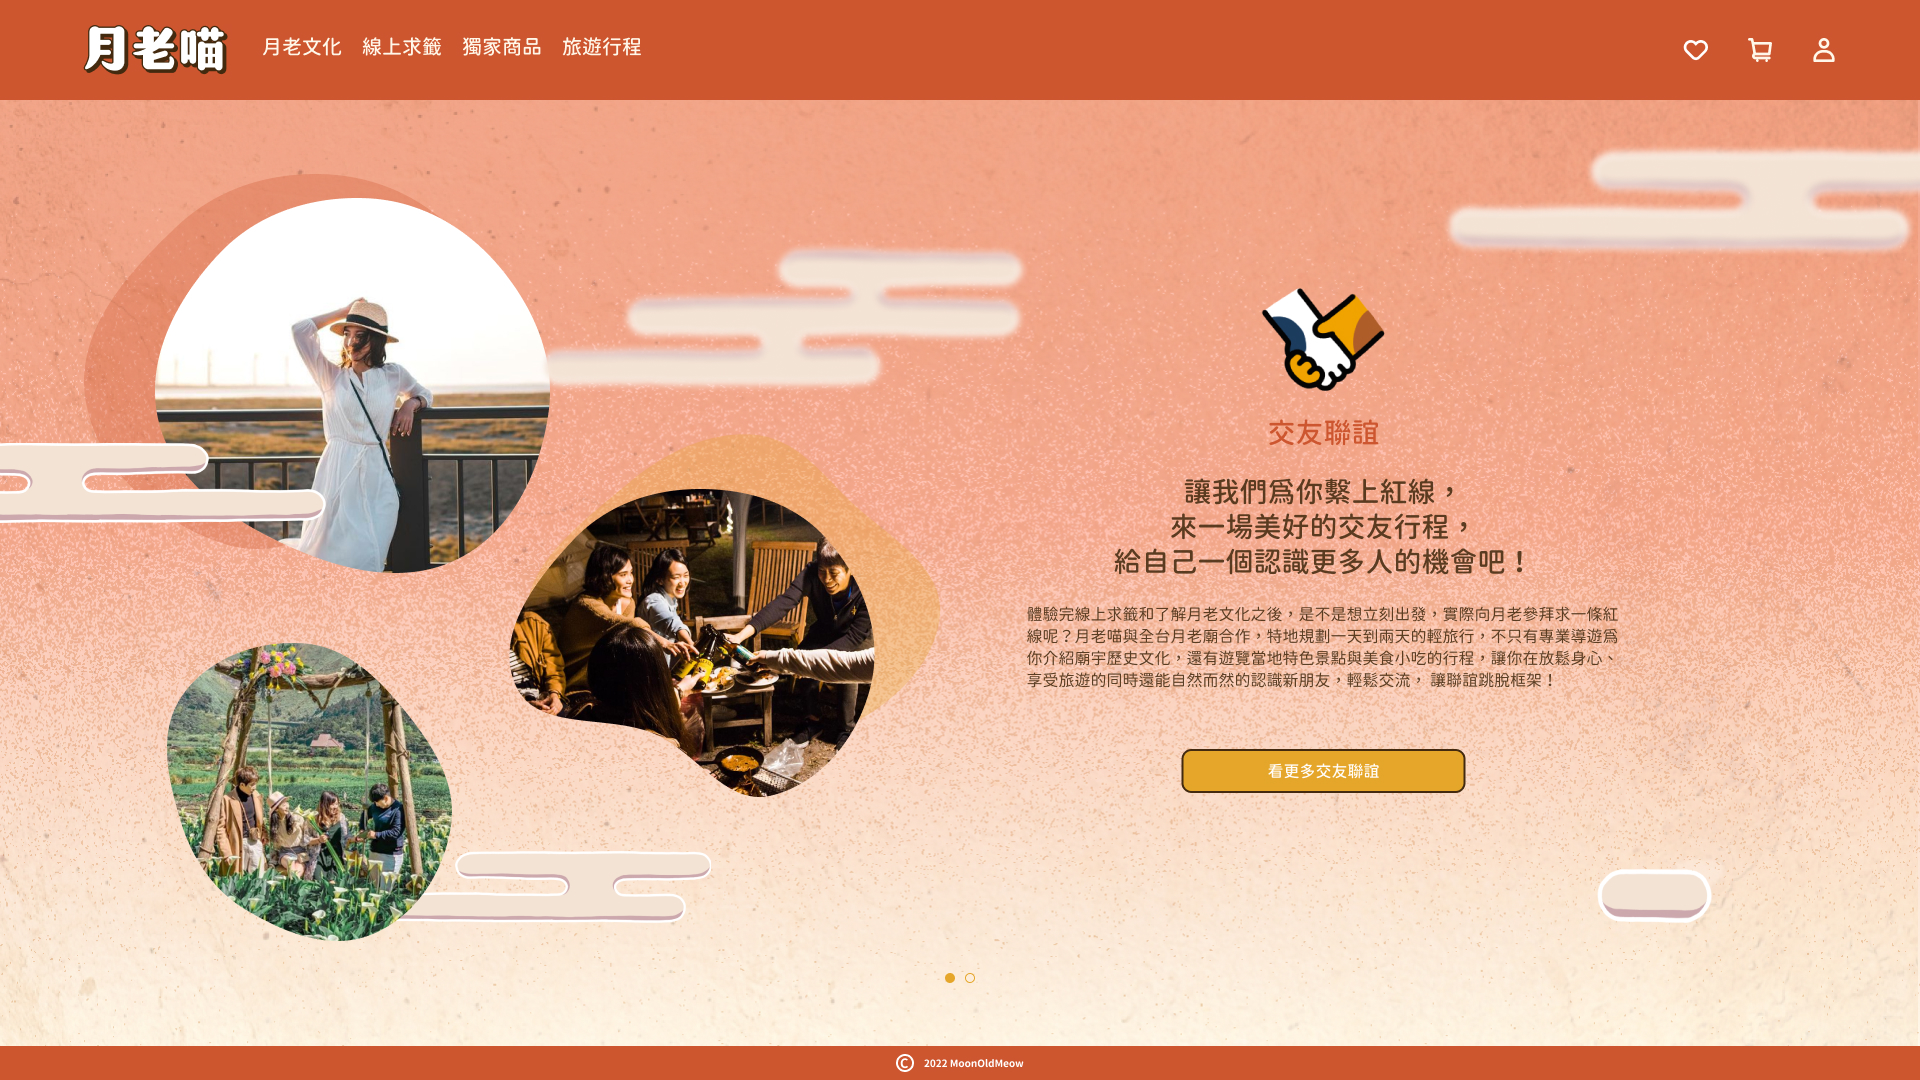 月老喵
月老文化 線上求籤 獨家商品 旅遊行程
交友聯誼
讓我們為你繫上紅線，
來一場美好的交友行程，
給自己一個認識更多人的機會吧！
體驗完線上求籤和了解月老文化之後，是不是想立刻出發，實際向月老參拜求一條紅
線呢？月老喵與全台月老廟合作，特地規劃一天到兩天的輕旅行，不只有專業導遊為
你介紹廟宇歷史文化，還有遊覽當地特色景點與美食小吃的行程，讓你在放鬆身心、
享受旅遊的同時還能自然而然的認識新朋友，輕鬆交流， 讓聯誼跳脫框架！
看更多交友聯誼
© 2022 MoonOldMeow